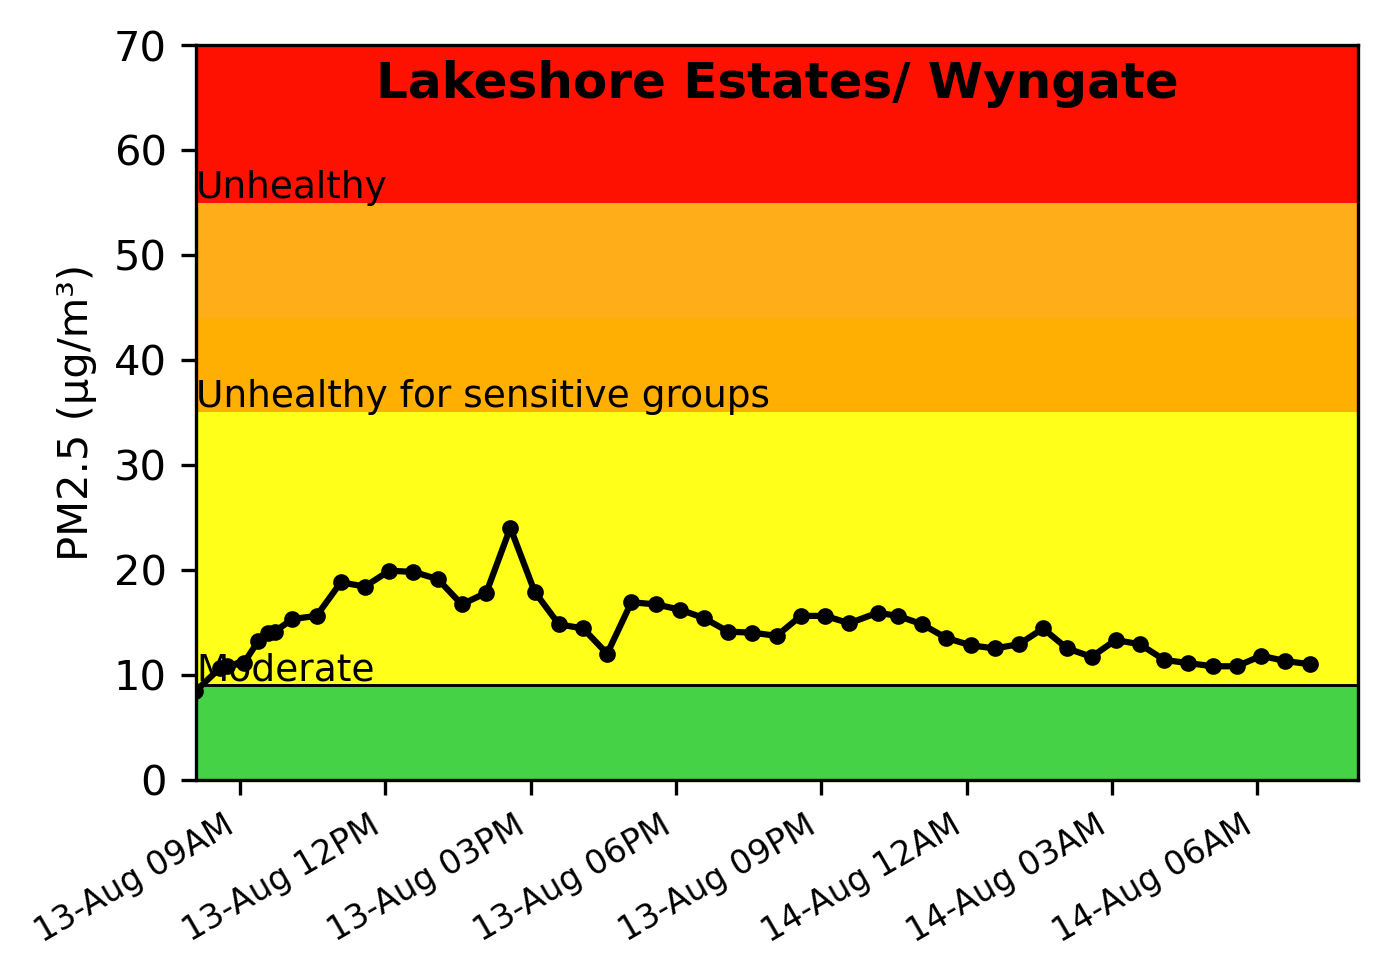 Lakeshore Estates/ Wyngate
PM2.5 (µg/m³)
70
60
50
40
30
20
10
0
Unhealthy
Unhealthy for sensitive groups
Moderate
13-Aug 09AM
13-Aug 12PM
13-Aug 03PM
13-Aug 06PM
13-Aug 09PM
14-Aug 12AM
14-Aug 03AM
14-Aug 06AM